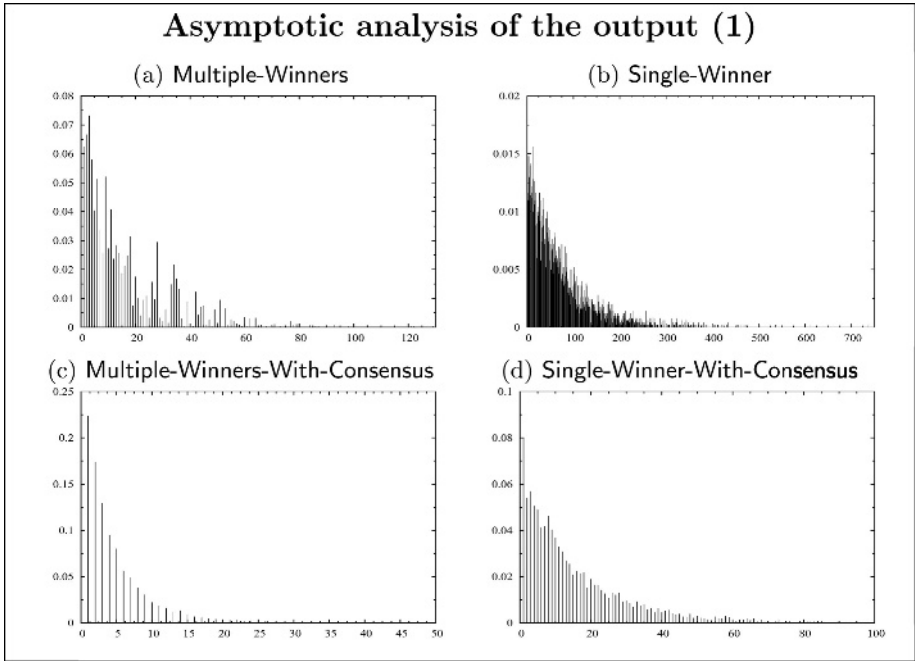 Asymptotic analysis of the output (1)
(a) Multiple-Winners
0.08
0.07
0.06
0.05
0.04
0.03
0.02
0.01
0
0 20 40 60 80 100 120
(b) Single-Winner
0.02
0.015
0.01
0.005
0
0 100 200 300 400 500 600 700
(c) Multiple-Winners-With-Consensus
0.25
0.2
0.15
0.1
0.05
0
0 5 10 15 20 25 30 35 40 45 50
(d) Single-Winner-With-Consensus
0.1
0.08
0.06
0.04
0.02
0
0 20 40 60 80 100